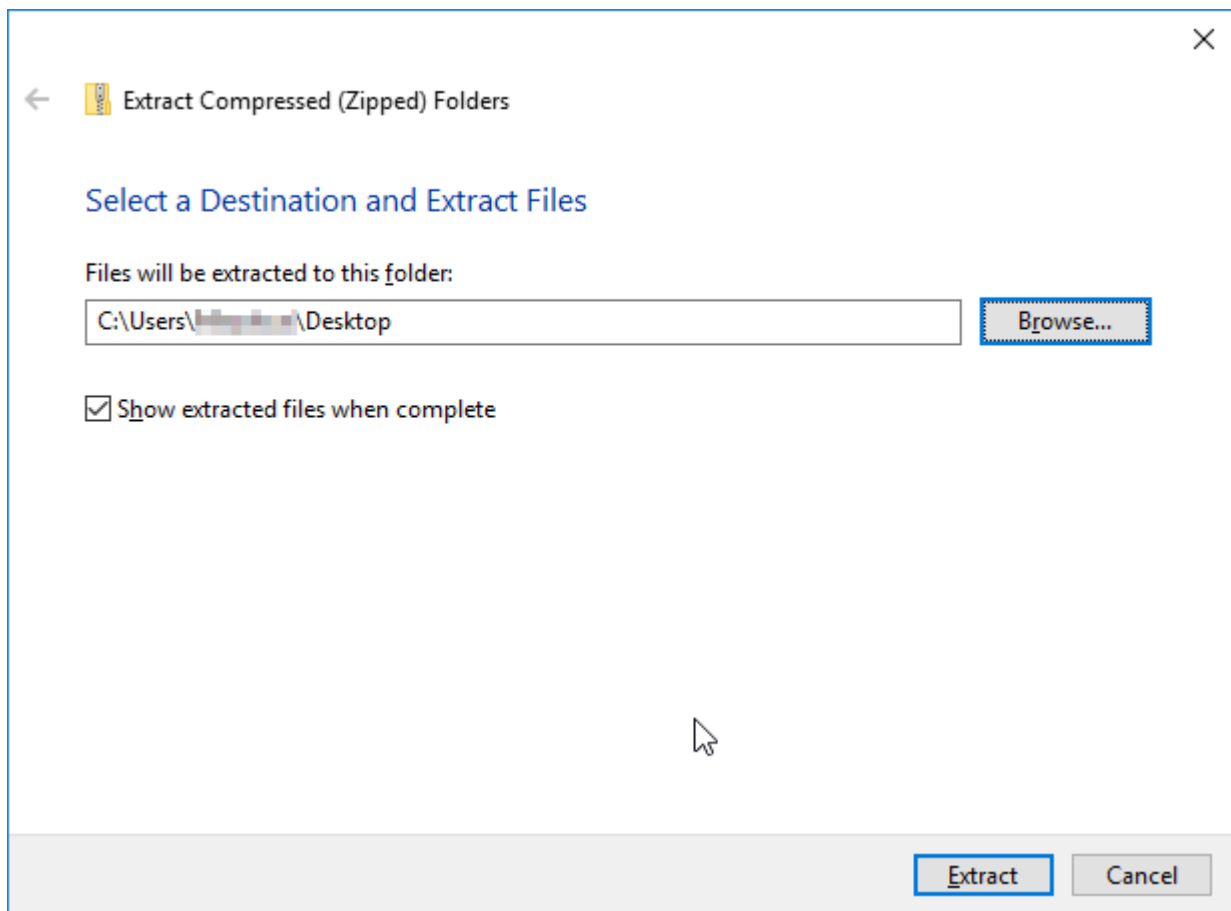 Extract Compressed (Zipped) Folders
Select a Destination and Extract Files
Files will be extracted to this folder:
C:\Users\ \Desktop
Browse...
Show extracted files when complete
Extract
Cancel